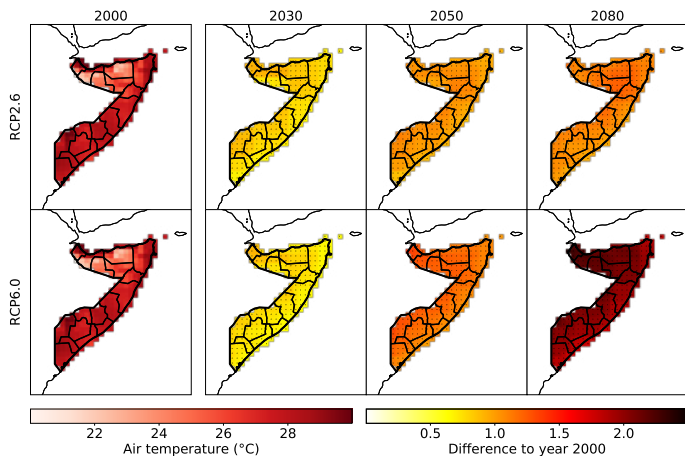 2000 2030 2050 2080
RCP2.6
RCP6.0
22 24 26 28 0.5 1.0 1.5 2.0
Air temperature (°C) Difference to year 2000